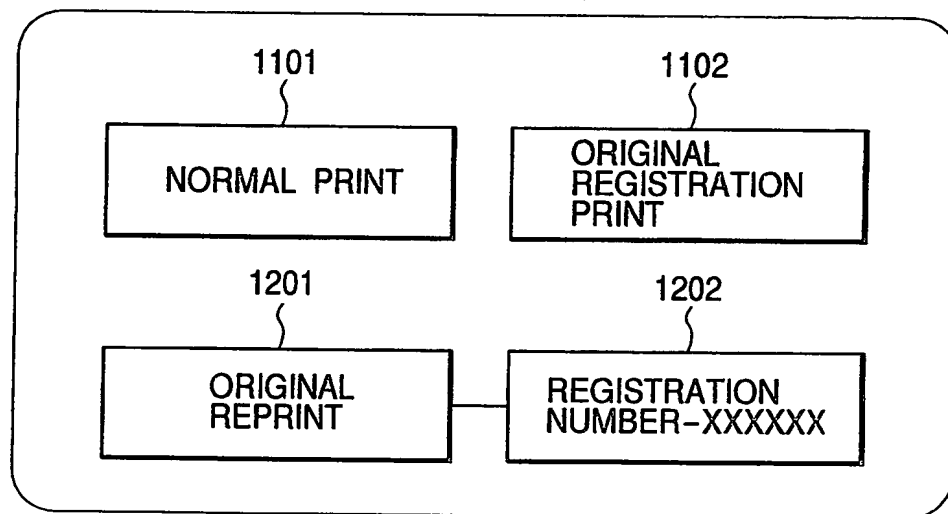 1101
1102
NORMAL PRINT
ORIGINAL
REGISTRATION
PRINT
1201
1202
ORIGINAL
REPRINT
REGISTRATION
NUMBER-XXXXXX